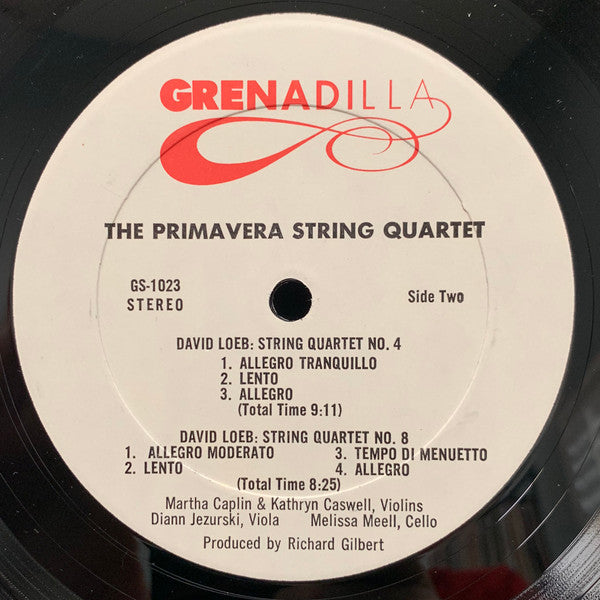 GRENADILLA
THE PRIMAVERA STRING QUARTET
GS-1023
STEREO
Side Two
DAVID LOEB: STRING QUARTET NO. 4
1. ALLEGRO TRANQUILLO
2. LENTO
3. ALLEGRO
(Total Time 9:11)
DAVID LOEB: STRING QUARTET NO. 8
1. ALLEGRO MODERATO
2. LENTO
3. TEMPO DI MENUETTO
4. ALLEGRO
(Total Time 8:25)
Martha Caplin & Kathryn Caswell, Violins
Diann Jezurski, Viola Melissa Meell, Cello
Produced by Richard Gilbert